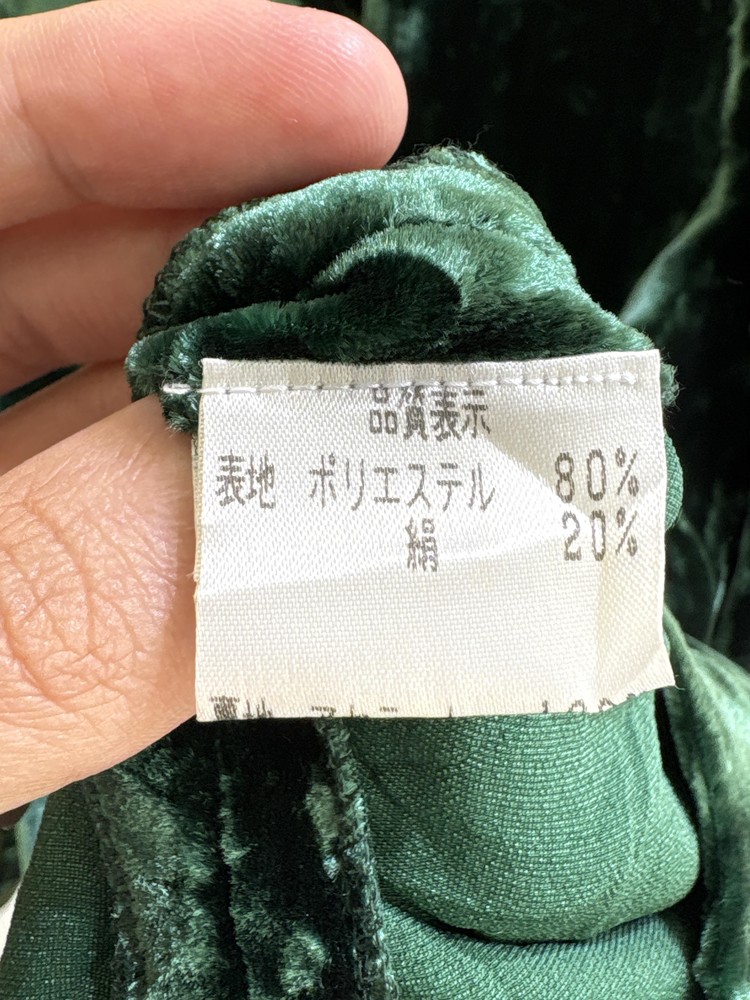 品質表示
表地 ポリエステル 80%
絹 20%